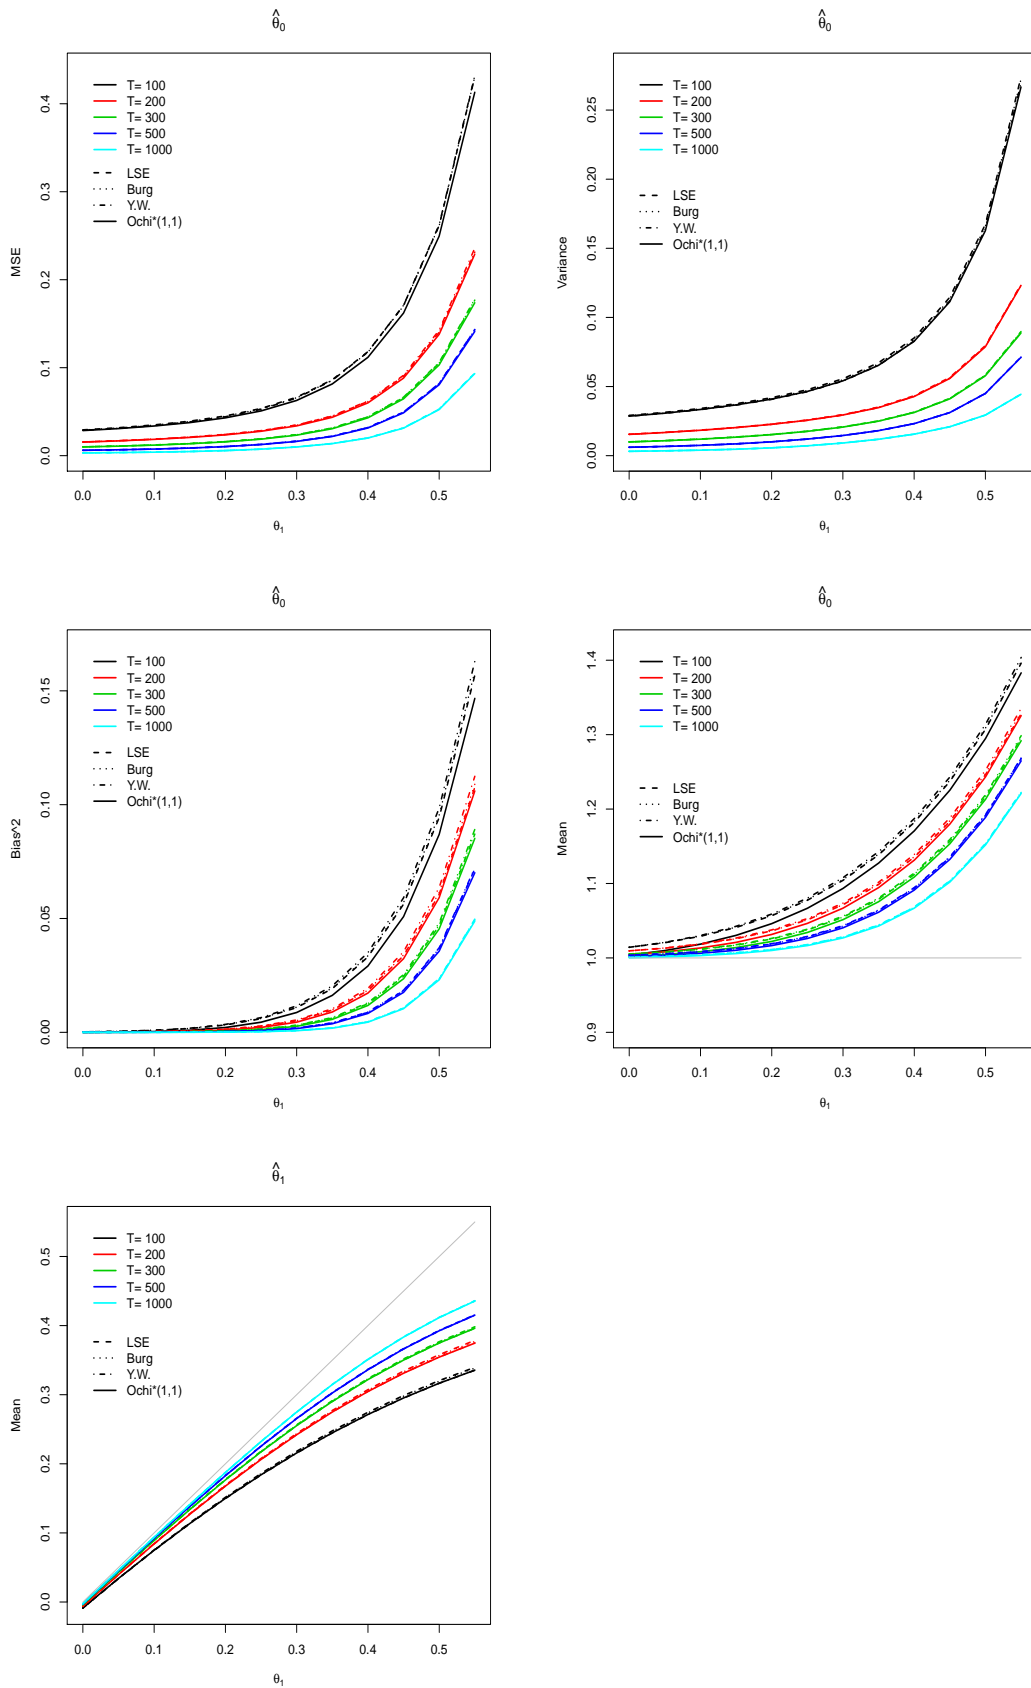 θ̂₀
MSE
0.0
0.1
0.2
0.3
0.4
T= 100
T= 200
T= 300
T= 500
T= 1000
LSE
Burg
Y.W.
Ochi*(1,1)
0.0 0.1 0.2 0.3 0.4 0.5
θ₁
θ̂₀
Variance
0.00
0.05
0.10
0.15
0.20
0.25
T= 100
T= 200
T= 300
T= 500
T= 1000
LSE
Burg
Y.W.
Ochi*(1,1)
0.0 0.1 0.2 0.3 0.4 0.5
θ₁
θ̂₀
Bias^2
0.00
0.05
0.10
0.15
T= 100
T= 200
T= 300
T= 500
T= 1000
LSE
Burg
Y.W.
Ochi*(1,1)
0.0 0.1 0.2 0.3 0.4 0.5
θ₁
θ̂₀
Mean
0.9
1.0
1.1
1.2
1.3
1.4
T= 100
T= 200
T= 300
T= 500
T= 1000
LSE
Burg
Y.W.
Ochi*(1,1)
0.0 0.1 0.2 0.3 0.4 0.5
θ₁
θ̂₁
Mean
0.0
0.1
0.2
0.3
0.4
0.5
T= 100
T= 200
T= 300
T= 500
T= 1000
LSE
Burg
Y.W.
Ochi*(1,1)
0.0 0.1 0.2 0.3 0.4 0.5
θ₁